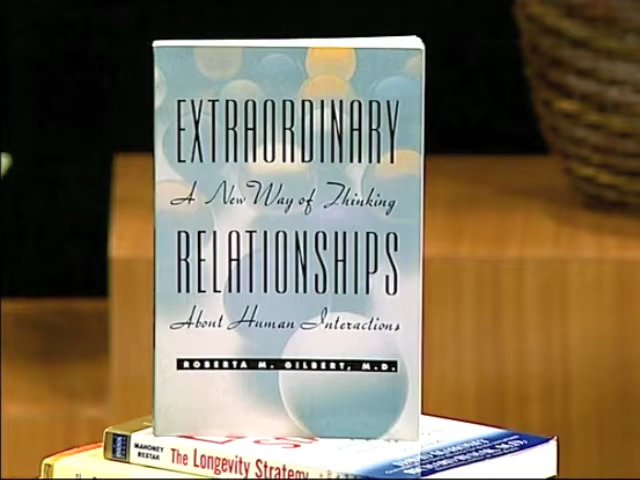 EXTRAORDINARY
A New Way of Thinking
RELATIONSHIPS
About Human Interactions
ROBERTA M. GILBERT, M.D.
MAHONEY
RESTAK
The Longevity Strategy